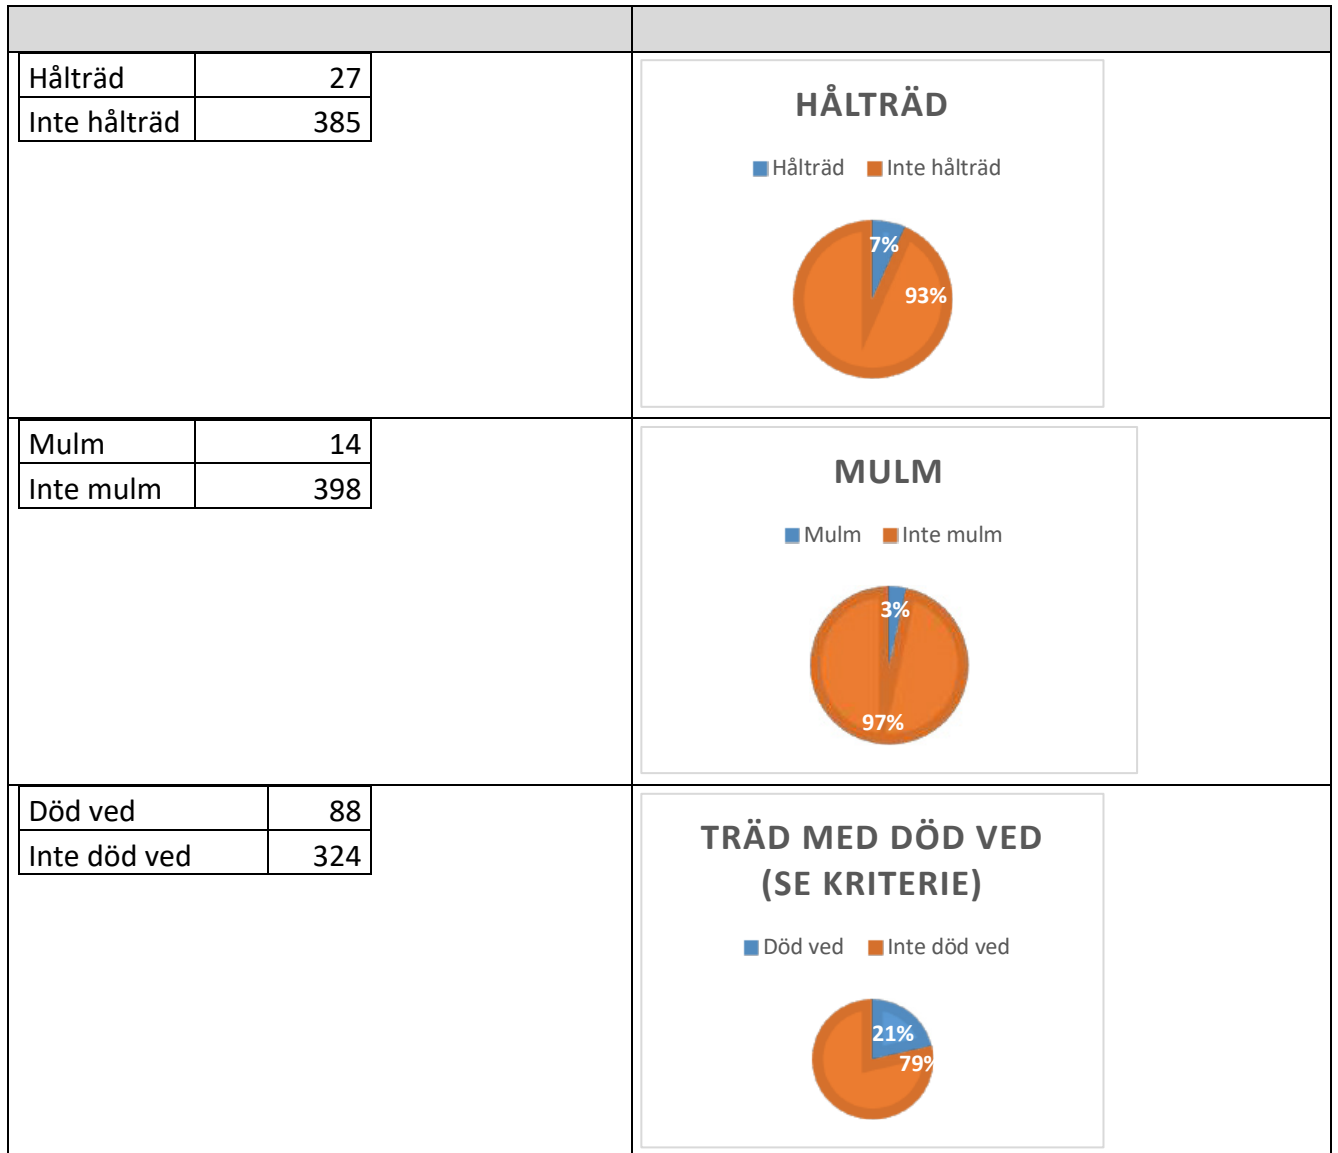 Hålträd 27
Inte hålträd 385
HÅLTRÄD
Hålträd Inte hålträd
7%
93%
Mulm 14
Inte mulm 398
MULM
Mulm Inte mulm
3%
97%
Död ved 88
Inte död ved 324
TRÄD MED DÖD VED
(SE KRITERIE)
Död ved Inte död ved
21%
79%